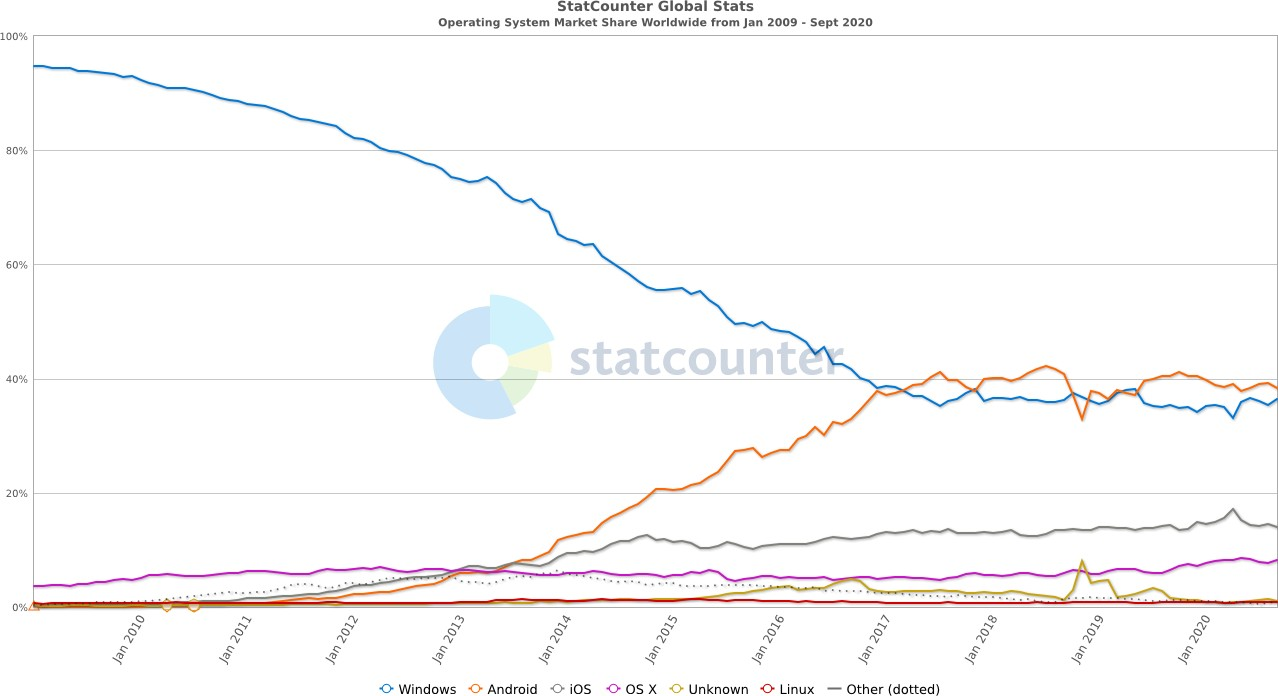 StatCounter Global Stats
Operating System Market Share Worldwide from Jan 2009 - Sept 2020
100%
80%
60%
statcounter
40%
20%
0%
Jan 2010
Jan 2011
Jan 2012
Jan 2013
Jan 2014
Jan 2015
Jan 2016
Jan 2017
Jan 2018
Jan 2019
Jan 2020
Windows Android iOS OS X Unknown Linux Other (dotted)